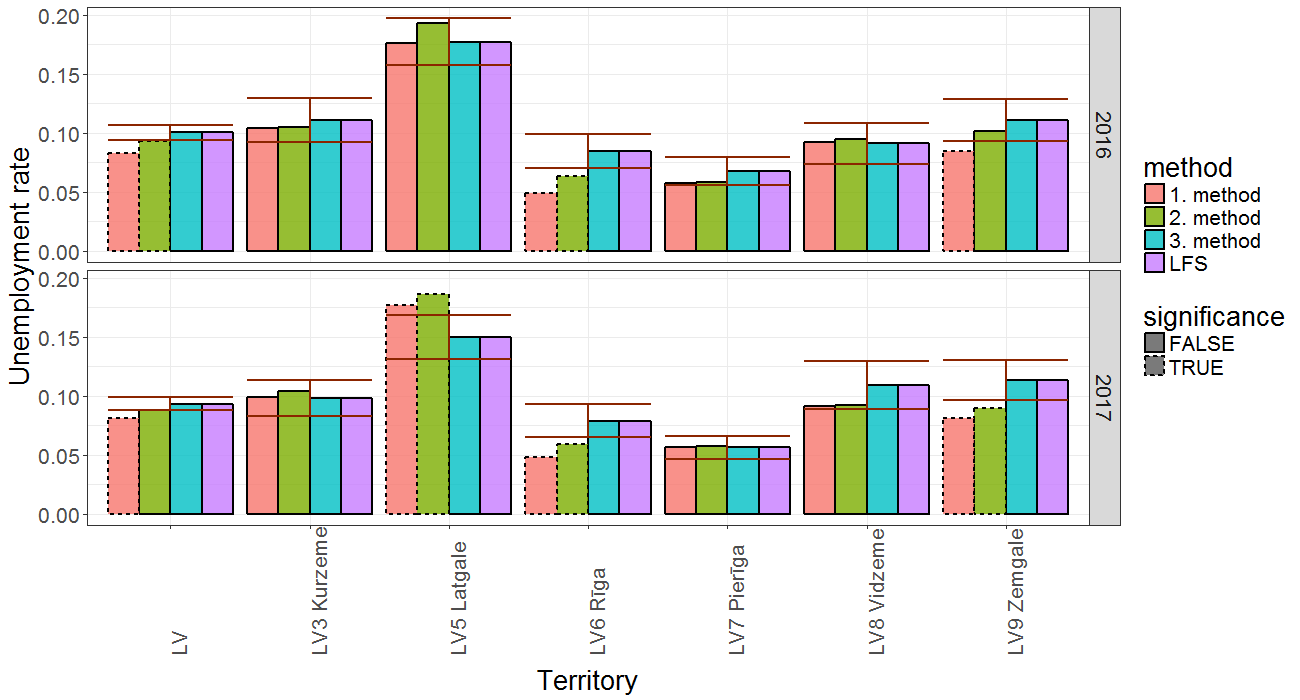 Unemployment rate
0.20
0.15
0.10
0.05
0.00
2016
0.20
0.15
0.10
0.05
0.00
2017
LV
LV3 Kurzeme
LV5 Latgale
LV6 Rīga
LV7 Pierīga
LV8 Vidzeme
LV9 Zemgale
Territory
method
1. method
2. method
3. method
LFS
significance
FALSE
TRUE